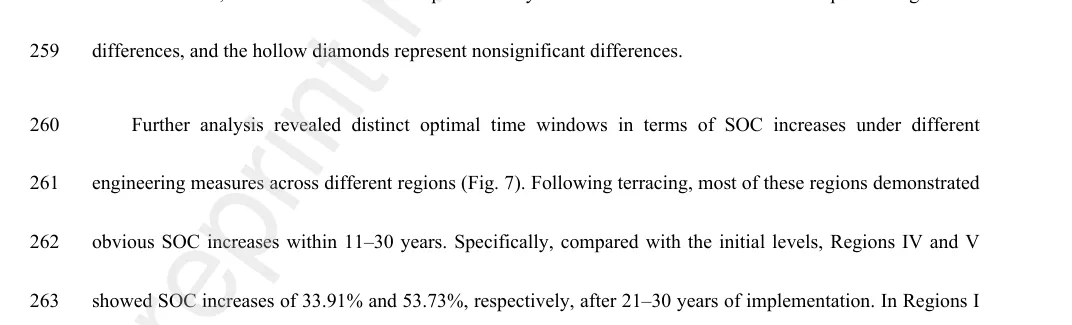 259 differences, and the hollow diamonds represent nonsignificant differences.
260 Further analysis revealed distinct optimal time windows in terms of SOC increases under different
261 engineering measures across different regions (Fig. 7). Following terracing, most of these regions demonstrated
262 obvious SOC increases within 11–30 years. Specifically, compared with the initial levels, Regions IV and V
263 showed SOC increases of 33.91% and 53.73%, respectively, after 21–30 years of implementation. In Regions I
reprint